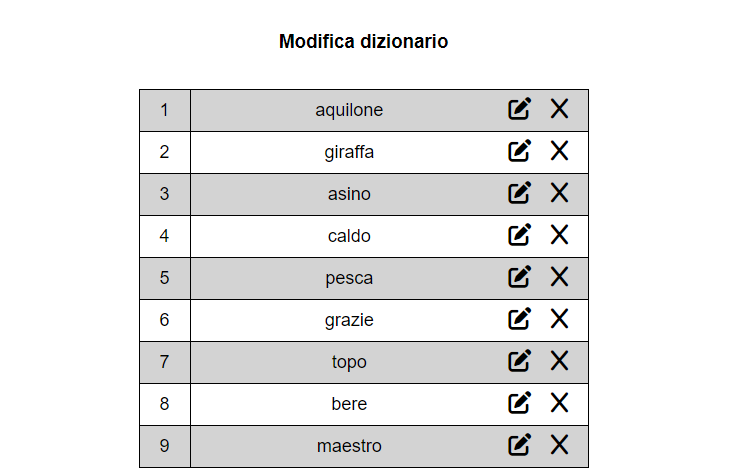 Modifica dizionario
1 aquilone
2 giraffa
3 asino
4 caldo
5 pesca
6 grazie
7 topo
8 bere
9 maestro